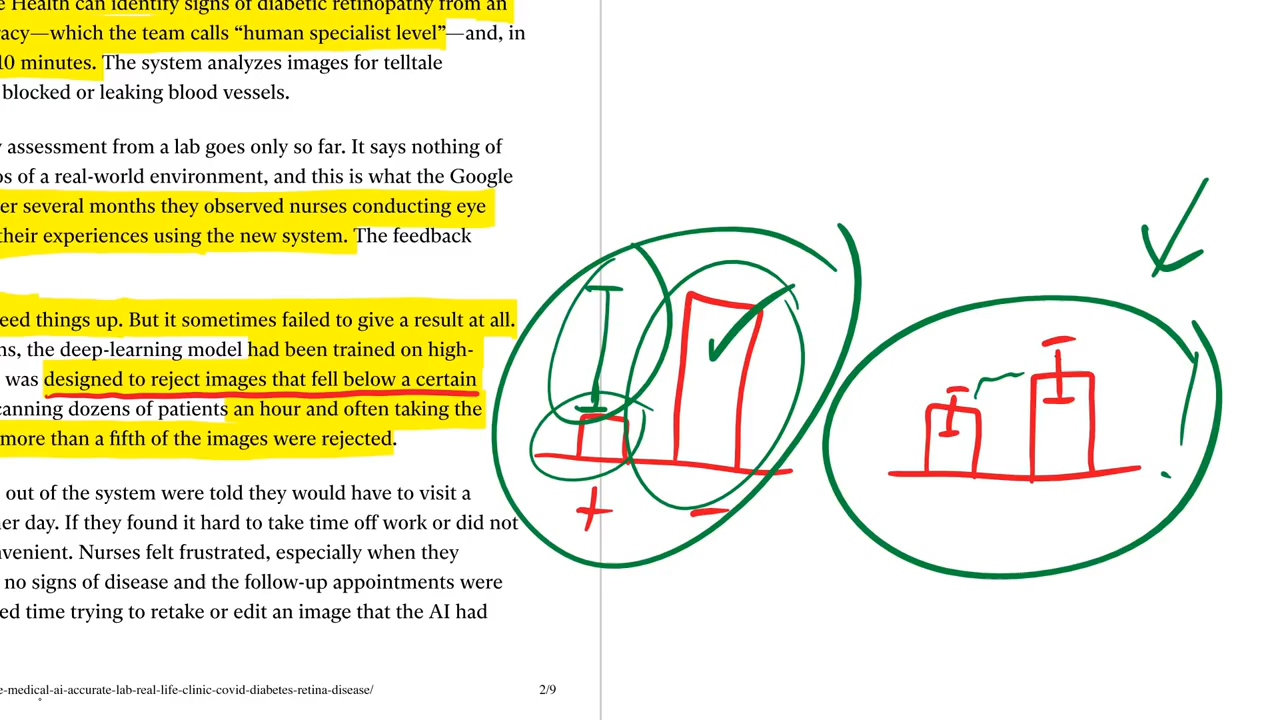 e Health can identify signs of diabetic retinopathy from an
racy—which the team calls “human specialist level”—and, in
10 minutes. The system analyzes images for telltale
blocked or leaking blood vessels.
assessment from a lab goes only so far. It says nothing of
os of a real-world environment, and this is what the Google
er several months they observed nurses conducting eye
their experiences using the new system. The feedback
eed things up. But it sometimes failed to give a result at all.
ns, the deep-learning model had been trained on high-
was designed to reject images that fell below a certain
canning dozens of patients an hour and often taking the
more than a fifth of the images were rejected.
out of the system were told they would have to visit a
her day. If they found it hard to take time off work or did not
nvenient. Nurses felt frustrated, especially when they
no signs of disease and the follow-up appointments were
ed time trying to retake or edit an image that the AI had
+ −
e-medical-ai-accurate-lab-real-life-clinic-covid-diabetes-retina-disease/ 2/9